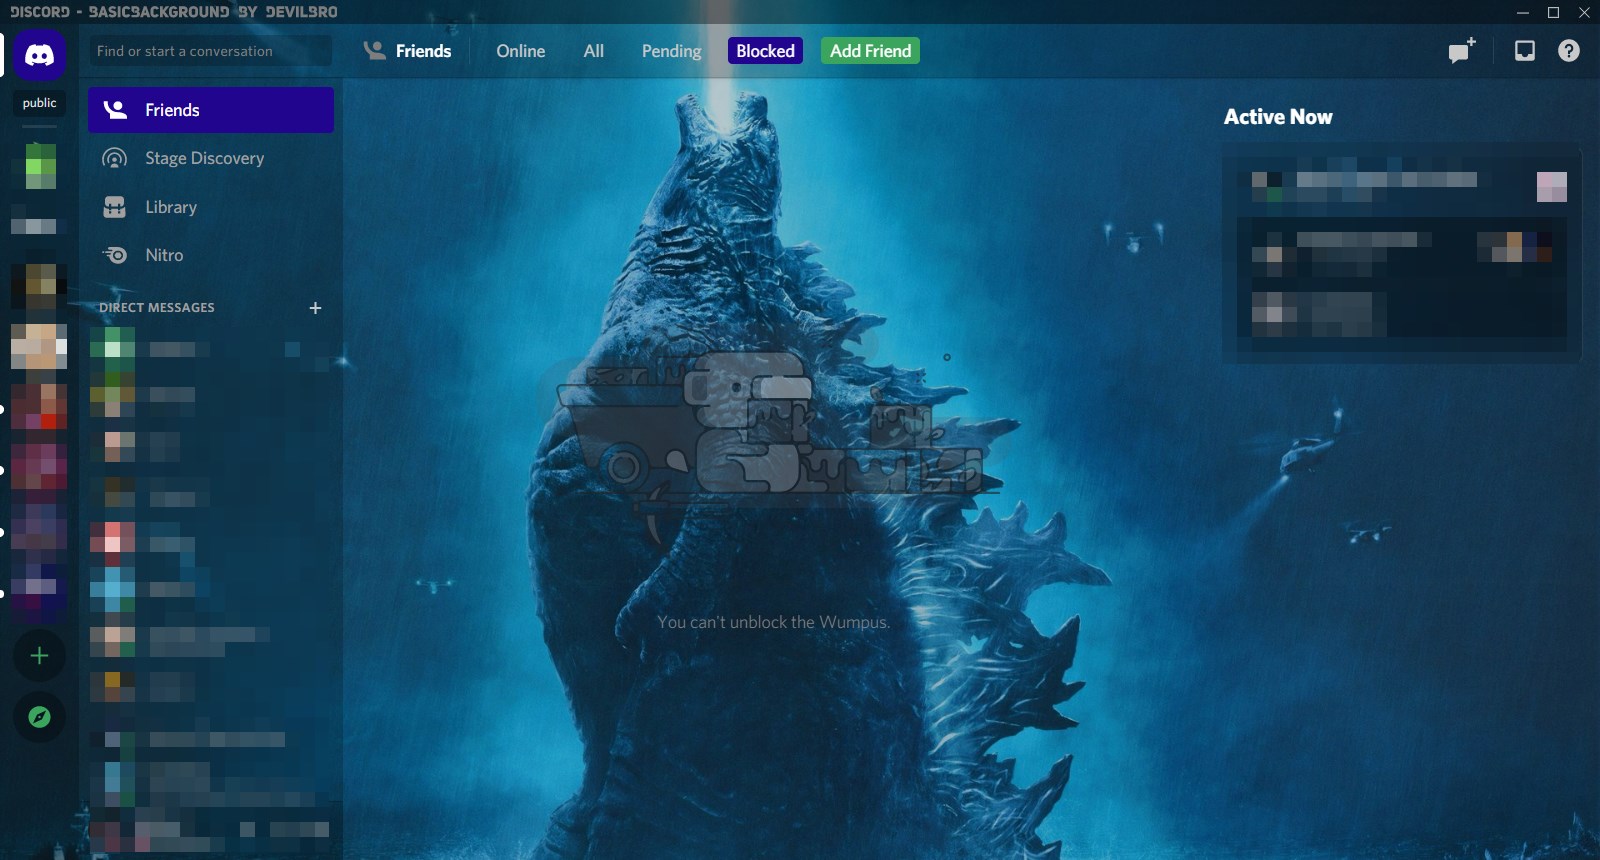 DISCORD - BASICBACKGROUND BY DEVILBRO
Find or start a conversation
Friends
Online
All
Pending
Blocked
Add Friend
public
Friends
Stage Discovery
Library
Nitro
DIRECT MESSAGES
Active Now
You can't unblock the Wumpus.